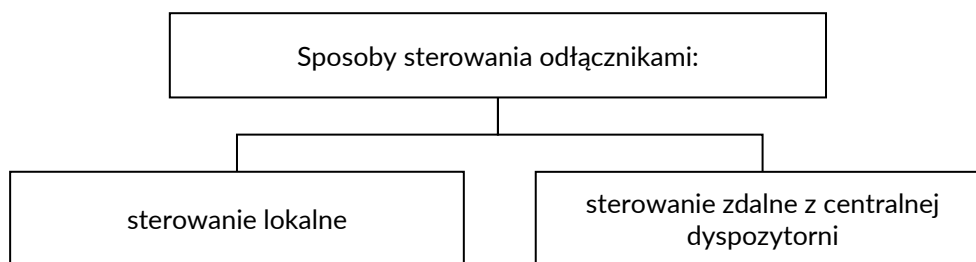 Sposoby sterowania odłącznikami:
sterowanie lokalne
sterowanie zdalne z centralnej
dyspozytorni